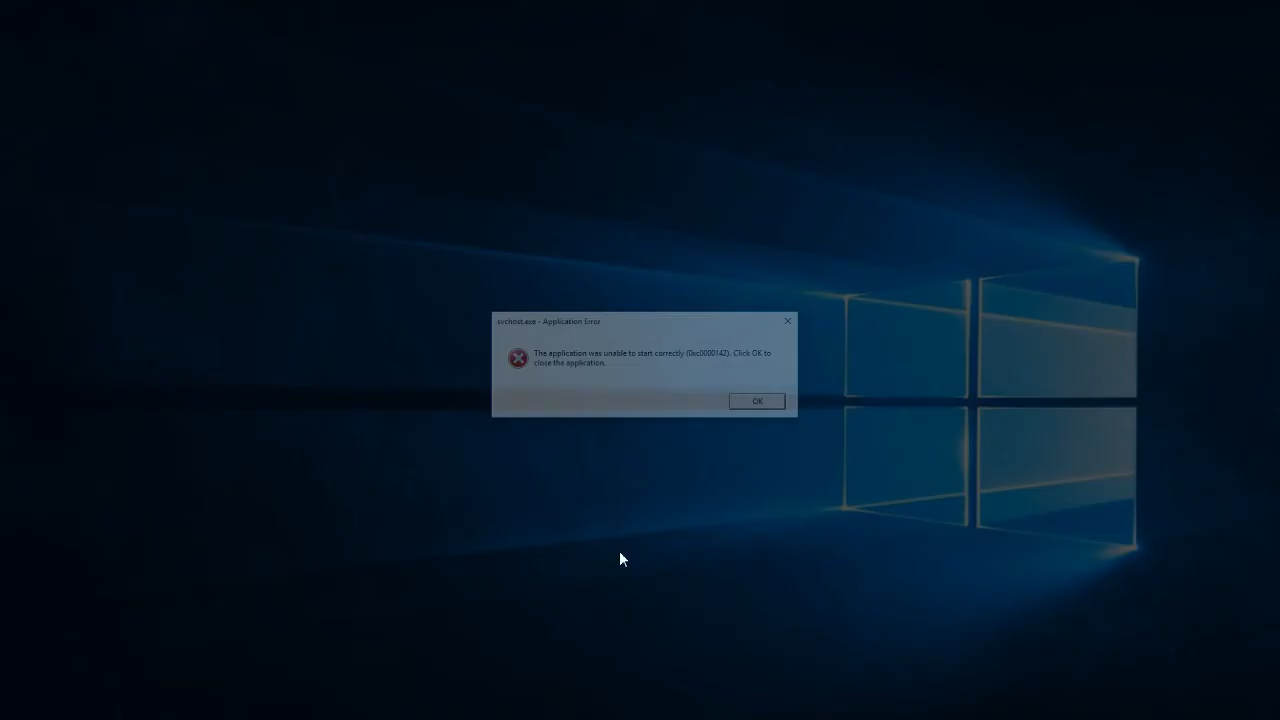 svchost.exe - Application Error
The application was unable to start correctly (0xc0000142). Click OK to
close the application.
OK